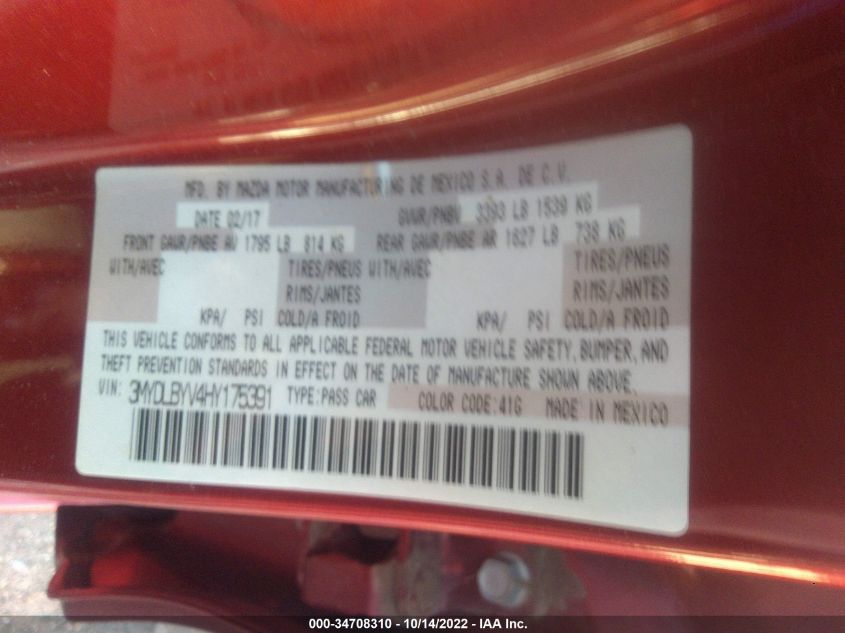 MFD. BY MAZDA MOTOR MANUFACTURING DE MEXICO S.A. DE C.V.
DATE 02/17 GVWR/PNBV 3393 LB 1539 KG
FRONT GAWR/PNBE AV 1795 LB 814 KG REAR GAWR/PNBE AR 1627 LB 738 KG
WITH/AVEC TIRES/PNEUS WITH/AVEC TIRES/PNEUS
RIMS/JANTES RIMS/JANTES
KPA/ PSI COLD/A FROID KPA/ PSI COLD/A FROID
THIS VEHICLE CONFORMS TO ALL APPLICABLE FEDERAL MOTOR VEHICLE SAFETY, BUMPER, AND
THEFT PREVENTION STANDARDS IN EFFECT ON THE DATE OF MANUFACTURE SHOWN ABOVE.
VIN: 3MYDLBYV4HY175391 TYPE:PASS CAR COLOR CODE:41G MADE IN MEXICO
000-34708310 - 10/14/2022 - IAA Inc.